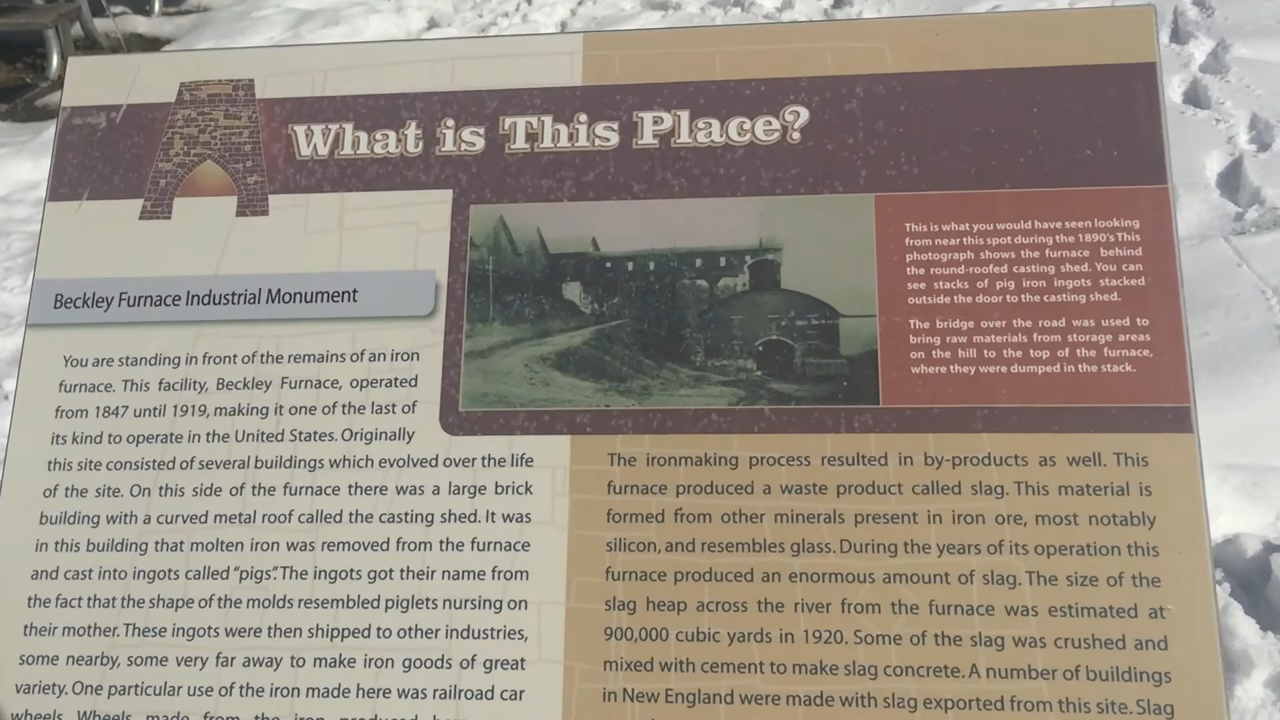 What is This Place?
This is what you would have seen looking
from near this spot during the 1890's This
photograph shows the furnace behind
the round-roofed casting shed. You can
see stacks of pig iron ingots stacked
outside the door to the casting shed.
The bridge over the road was used to
bring raw materials from storage areas
on the hill to the top of the furnace,
where they were dumped in the stack.
Beckley Furnace Industrial Monument
You are standing in front of the remains of an iron
furnace. This facility, Beckley Furnace, operated
from 1847 until 1919, making it one of the last of
its kind to operate in the United States. Originally
this site consisted of several buildings which evolved over the life
of the site. On this side of the furnace there was a large brick
building with a curved metal roof called the casting shed. It was
in this building that molten iron was removed from the furnace
and cast into ingots called "pigs". The ingots got their name from
the fact that the shape of the molds resembled piglets nursing on
their mother. These ingots were then shipped to other industries,
some nearby, some very far away to make iron goods of great
variety. One particular use of the iron made here was railroad car
wheels. Wheels made from the iron produced here
The ironmaking process resulted in by-products as well. This
furnace produced a waste product called slag. This material is
formed from other minerals present in iron ore, most notably
silicon, and resembles glass. During the years of its operation this
furnace produced an enormous amount of slag. The size of the
slag heap across the river from the furnace was estimated at
900,000 cubic yards in 1920. Some of the slag was crushed and
mixed with cement to make slag concrete. A number of buildings
in New England were made with slag exported from this site. Slag